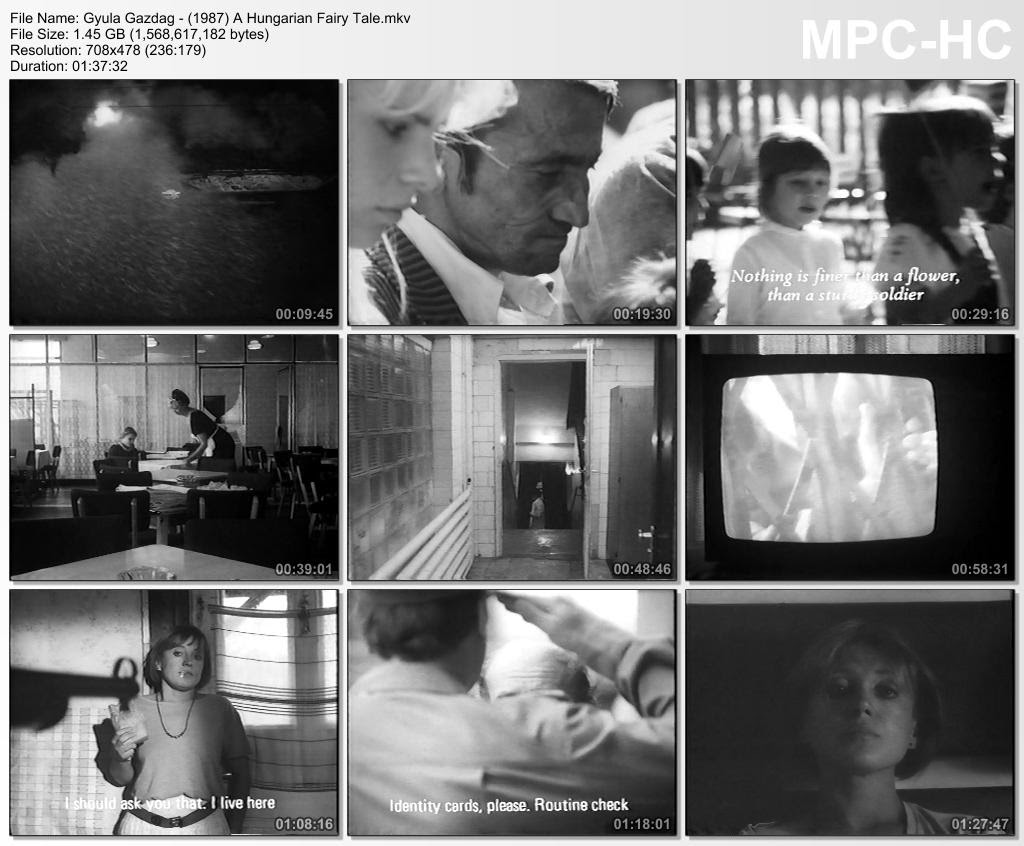 File Name: Gyula Gazdag - (1987) A Hungarian Fairy Tale.mkv
File Size: 1.45 GB (1,568,617,182 bytes)
Resolution: 708x478 (236:179)
Duration: 01:37:32
MPC-HC
00:09:45
00:19:30
Nothing is finer than a flower,
than a sturdy soldier
00:29:16
00:39:01
00:48:46
00:58:31
I should ask you that. I live here
01:08:16
Identity cards, please. Routine check
01:18:01
01:27:47